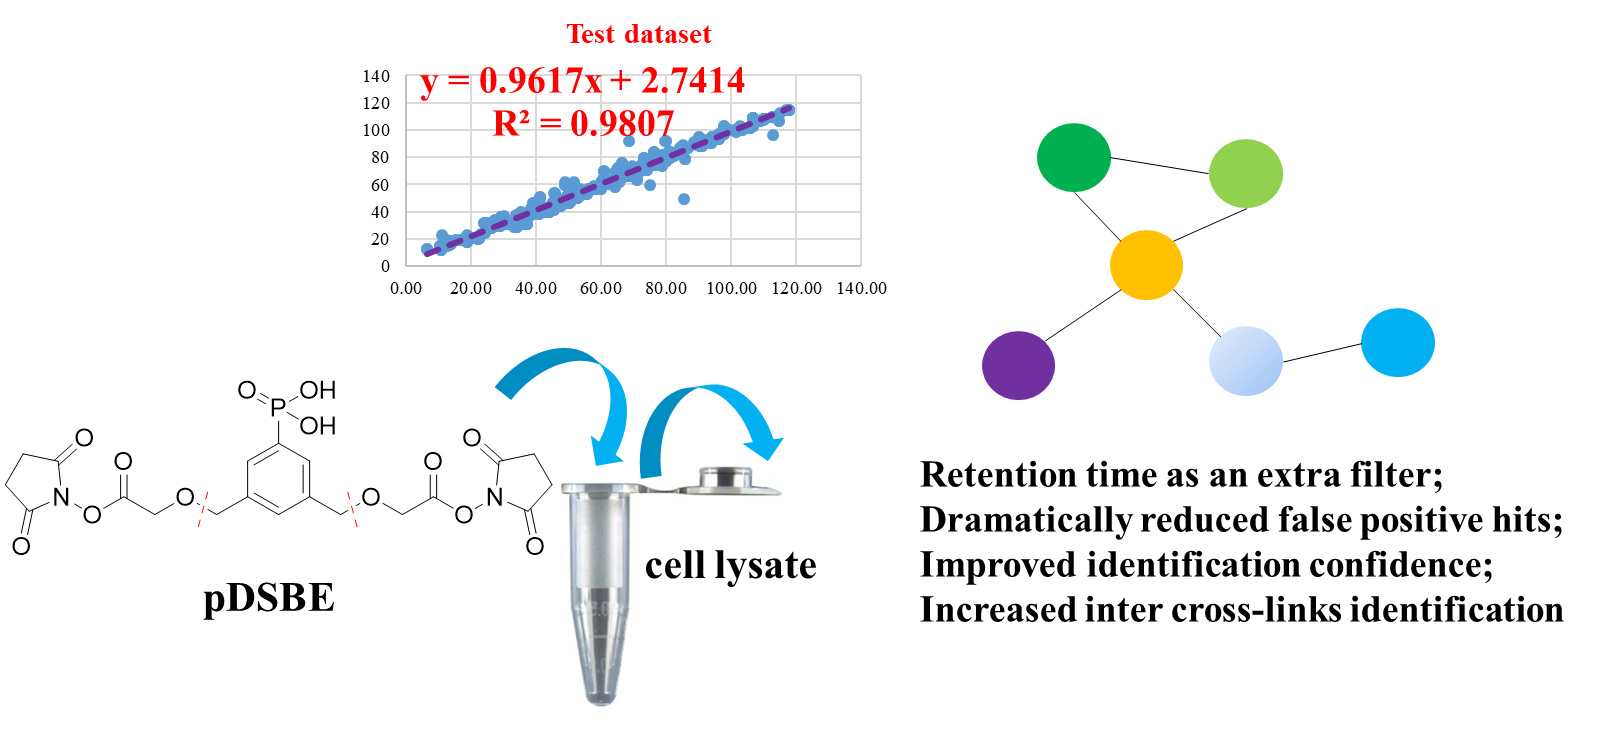 Test dataset
y = 0.9617x + 2.7414
R² = 0.9807
140
120
100
80
60
40
20
0
0.00 20.00 40.00 60.00 80.00 100.00 120.00 140.00
O
P
OH
OH
O
O
N
O
O
O
O
O
O
O
N
O
O
pDSBE
cell lysate
Retention time as an extra filter;
Dramatically reduced false positive hits;
Improved identification confidence;
Increased inter cross-links identification